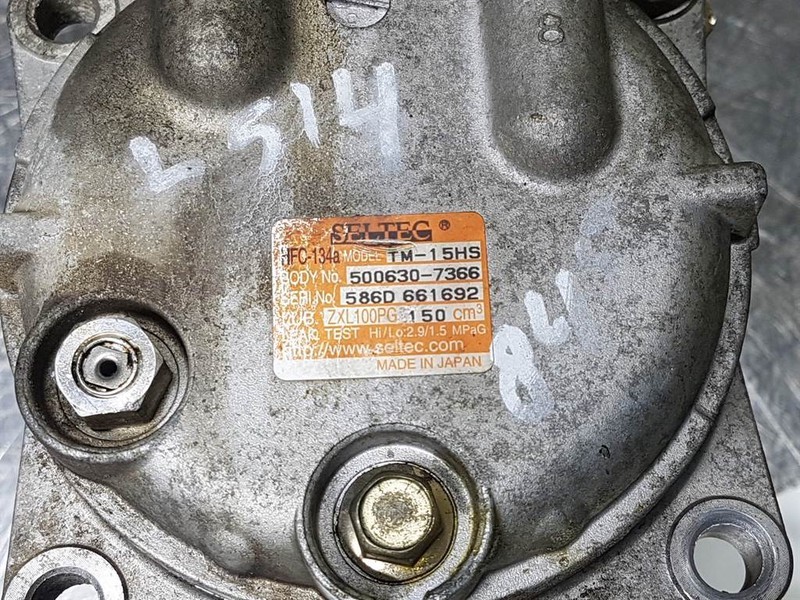 8
L514
SELTEC ®
HFC-134a MODEL TM-15HS
BODY No. 500630-7366
SERI.No. 586D 661692
LUB. ZXL100PG 150 cm³
LEAK TEST Hi/Lo:2.9/1.5 MPaG
http://www.seltec.com
MADE IN JAPAN